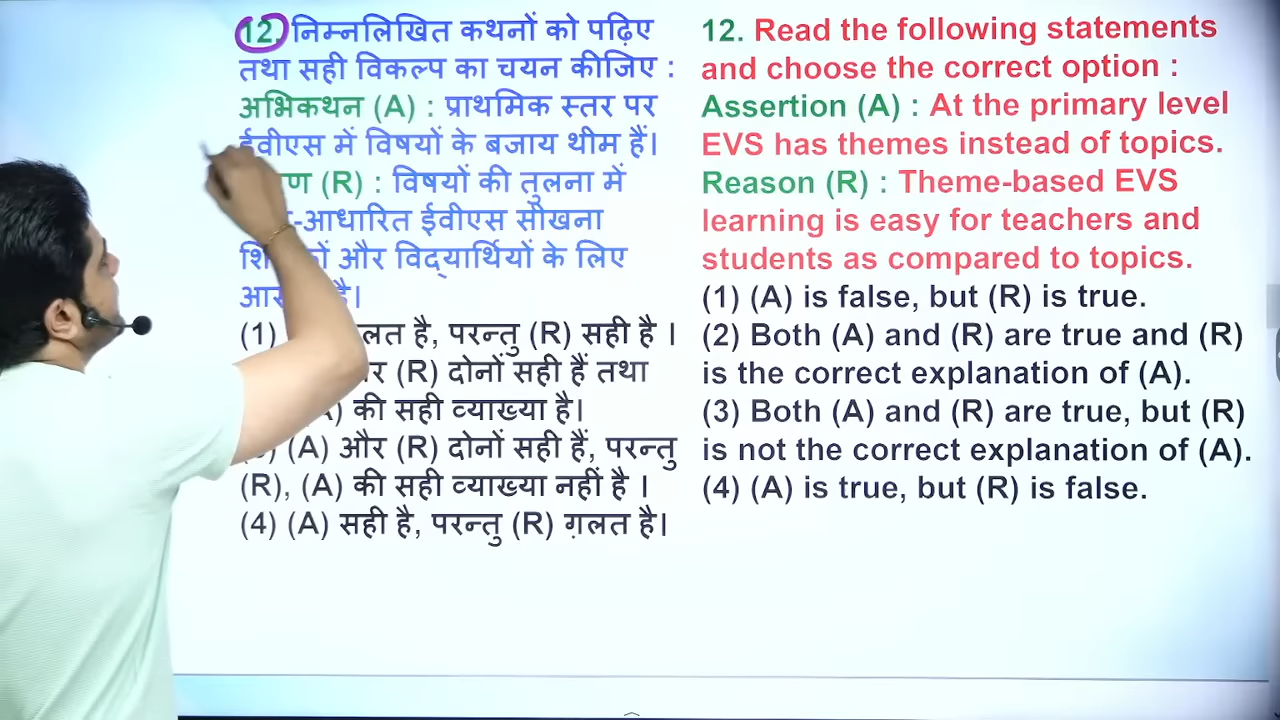 12. निम्नलिखित कथनों को पढ़िए
तथा सही विकल्प का चयन कीजिए :
अभिकथन (A) : प्राथमिक स्तर पर
ईवीएस में विषयों के बजाय थीम हैं।
(R) : विषयों की तुलना में
-आधारित ईवीएस सीखना
और विद्यार्थियों के लिए
है।
(1) है, परन्तु (R) सही है ।
(R) दोनों सही हैं तथा
की सही व्याख्या है।
(A) और (R) दोनों सही हैं, परन्तु
(R), (A) की सही व्याख्या नहीं है ।
(4) (A) सही है, परन्तु (R) ग़लत है।
12. Read the following statements
and choose the correct option :
Assertion (A) : At the primary level
EVS has themes instead of topics.
Reason (R) : Theme-based EVS
learning is easy for teachers and
students as compared to topics.
(1) (A) is false, but (R) is true.
(2) Both (A) and (R) are true and (R)
is the correct explanation of (A).
(3) Both (A) and (R) are true, but (R)
is not the correct explanation of (A).
(4) (A) is true, but (R) is false.